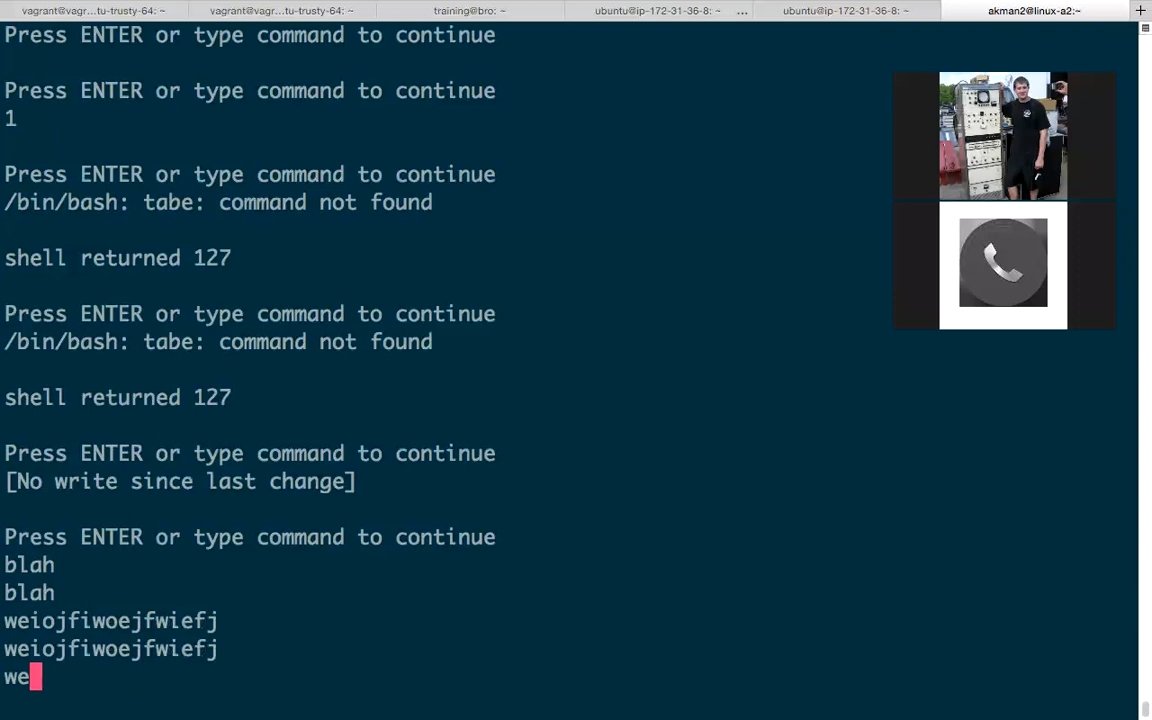 vagrant@vagr...tu-trusty-64: ~
vagrant@vagr...tu-trusty-64: ~
training@bro: ~
ubuntu@ip-172-31-36-8: ~
...
ubuntu@ip-172-31-36-8: ~
akman2@linux-a2:~
Press ENTER or type command to continue
Press ENTER or type command to continue
1
Press ENTER or type command to continue
/bin/bash: tabe: command not found
shell returned 127
Press ENTER or type command to continue
/bin/bash: tabe: command not found
shell returned 127
Press ENTER or type command to continue
[No write since last change]
Press ENTER or type command to continue
blah
blah
weiojfiwoejfwiefj
weiojfiwoejfwiefj
we